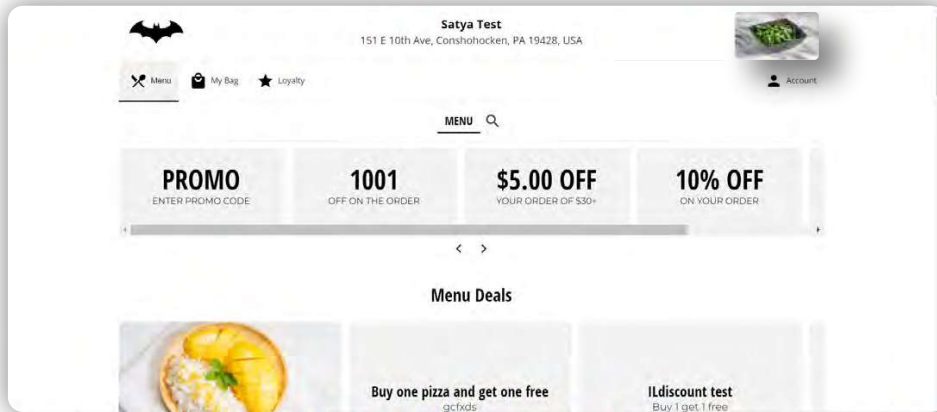 Satya Test
151 E 10th Ave, Conshohocken, PA 19428, USA
Menu
My Bag
Loyalty
Account
MENU
PROMO
ENTER PROMO CODE
1001
OFF ON THE ORDER
$5.00 OFF
YOUR ORDER OF $30+
10% OFF
ON YOUR ORDER
Menu Deals
Buy one pizza and get one free
gcfxds
ILdiscount test
Buy 1 get 1 free